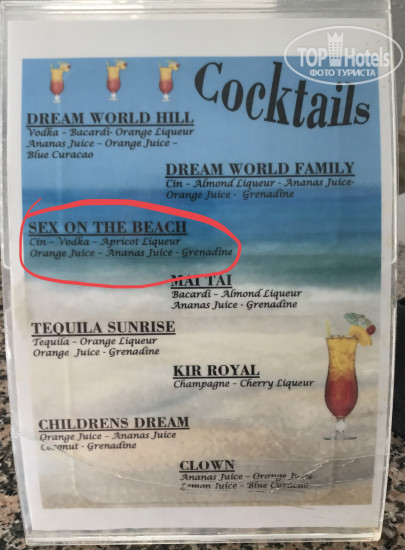 TOP Hotels
ФОТО ТУРИСТА
Cocktails
DREAM WORLD HILL
Vodka – Bacardi- Orange Liqueur
Ananas Juice – Orange Juice –
Blue Curacao
DREAM WORLD FAMILY
Cin – Almond Liqueur - Ananas Juice-
Orange Juice - Grenadine
SEX ON THE BEACH
Cin – Vodka – Apricot Liqueur
Orange Juice – Ananas Juice - Grenadine
MAI TAI
Bacardi – Almond Liqueur
Ananas Juice - Grenadine
TEQUILA SUNRISE
Tequila – Orange Liqueur
Orange Juice - Grenadine
KIR ROYAL
Champagne – Cherry Liqueur
CHILDRENS DREAM
Orange Juice – Ananas Juice
Coconut - Grenadine
CLOWN
Ananas Juice - Orange Juice
Juice - Blue Curacao